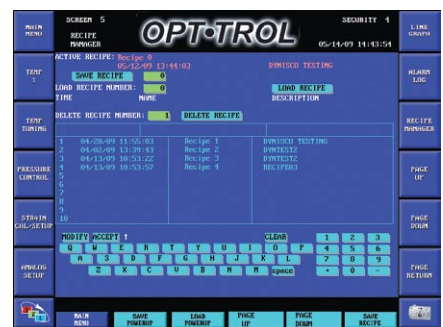 MAIN MENU
SCREEN 5
SECURITY 4
LINE GRAPH
RECIPE MANAGER
OPT-TROL
05/14/09 14:43:54
ACTIVE RECIPE: Recipe 0
05/12/09 13:44:03
DYNISCO TESTING
SAVE RECIPE 0
LOAD RECIPE NUMBER: 0 LOAD RECIPE
TIME NAME DESCRIPTION
DELETE RECIPE NUMBER: 1 DELETE RECIPE
1 04/28/09 11:55:03 Recipe 1 DYNISCO TESTING
2 04/02/09 13:39:43 Recipe 2 DYNTEST2
3 04/13/09 10:53:22 Recipe 3 DYNTEST2
4 04/13/09 10:53:57 Recipe 4 RECIPE03
5
6
7
8
9
10
MODIFY ACCEPT ↑ CLEAR 1 2 3
Q W E R T Y U I O P 4 5 6
A S D F G H J K L 7 8 9
Z X C V B N M space + 0 -
TEMP 1
TEMP TUNING
PRESSURE CONTROL
STRAIN CAL/SETUP
ANALOG SETUP
ALARM LOG
RECIPE MANAGER
PAGE UP
PAGE DOWN
PAGE RETURN
MAIN MENU
SAVE POWERUP
LOAD POWERUP
PAGE UP
PAGE DOWN
SAVE RECIPE